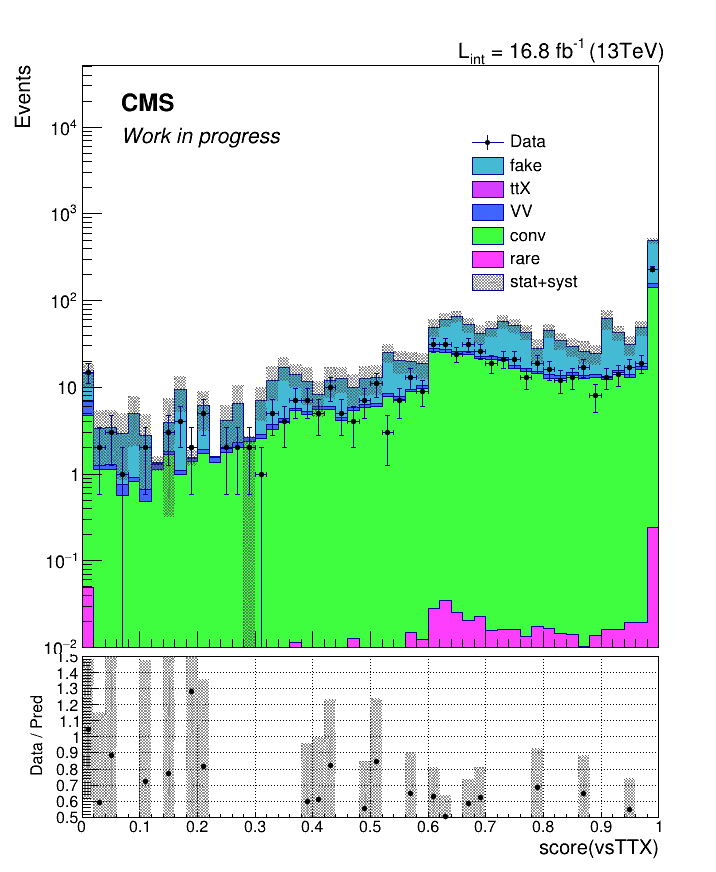 L_int = 16.8 fb^-1 (13TeV)
Events
CMS
Work in progress
Data
fake
ttX
VV
conv
rare
stat+syst
10^4
10^3
10^2
10
1
10^-1
10^-2
Data / Pred
1.5
1.4
1.3
1.2
1.1
1
0.9
0.8
0.7
0.6
0.5
0 0.1 0.2 0.3 0.4 0.5 0.6 0.7 0.8 0.9 1
score(vsTTX)